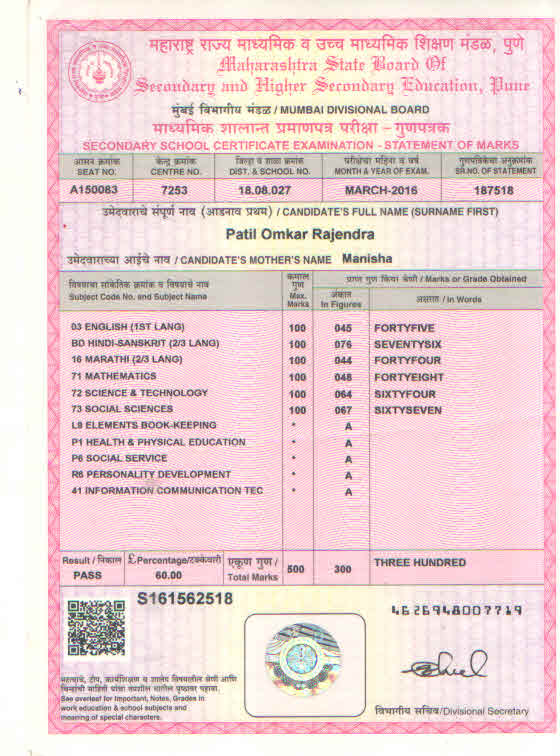 महाराष्ट्र राज्य माध्यमिक व उच्च माध्यमिक शिक्षण मंडळ, पुणे
Maharashtra State Board Of
Secondary and Higher Secondary Education, Pune
मुंबई विभागीय मंडळ / MUMBAI DIVISIONAL BOARD
माध्यमिक शालान्त प्रमाणपत्र परीक्षा – गुणपत्रक
SECONDARY SCHOOL CERTIFICATE EXAMINATION - STATEMENT OF MARKS
आसन क्रमांक केन्द्र क्रमांक जिल्हा व शाळा क्रमांक परीक्षेचा महिना व वर्ष गुणपत्रिकेचा अनुक्रमांक
SEAT NO. CENTRE NO. DIST. & SCHOOL NO. MONTH & YEAR OF EXAM. SR.NO. OF STATEMENT
A150083 7253 18.08.027 MARCH-2016 187518
उमेदवाराचे संपूर्ण नाव (आडनाव प्रथम) / CANDIDATE'S FULL NAME (SURNAME FIRST)
Patil Omkar Rajendra
उमेदवाराच्या आईचे नाव / CANDIDATE'S MOTHER'S NAME Manisha
विषयाचा सांकेतिक क्रमांक व विषयाचे नाव
Subject Code No. and Subject Name
कमाल
गुण
Max.
Marks
प्राप्त गुण किंवा श्रेणी / Marks or Grade Obtained
अंकात
In Figures
अक्षरात / In Words
03 ENGLISH (1ST LANG) 100 045 FORTYFIVE
BD HINDI-SANSKRIT (2/3 LANG) 100 076 SEVENTYSIX
16 MARATHI (2/3 LANG) 100 044 FORTYFOUR
71 MATHEMATICS 100 048 FORTYEIGHT
72 SCIENCE & TECHNOLOGY 100 064 SIXTYFOUR
73 SOCIAL SCIENCES 100 067 SIXTYSEVEN
L9 ELEMENTS BOOK-KEEPING * A
P1 HEALTH & PHYSICAL EDUCATION * A
P6 SOCIAL SERVICE * A
R6 PERSONALITY DEVELOPMENT * A
41 INFORMATION COMMUNICATION TEC * A
Result / निकाल £ Percentage/टक्केवारी एकूण गुण /
PASS 60.00 Total Marks 500 300 THREE HUNDRED
S161562518
4626948007719
महत्वाचे, टीप, कार्यशिक्षण व शालेय विषयातील श्रेणी आणि
चिन्हांची माहिती यांचा तपशील मागील पृष्ठावर पहावा.
See overleaf for Important, Notes, Grades in
work education & school subjects and
meaning of special characters.
विभागीय सचिव/Divisional Secretary